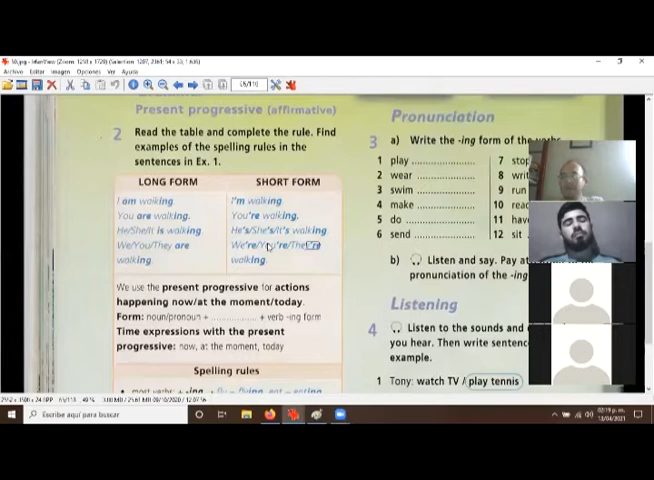 Archivo Editar Imagen Opciones Ver Ayuda
Present progressive (affirmative)
2 Read the table and complete the rule. Find
examples of the spelling rules in the
sentences in Ex. 1.
LONG FORM SHORT FORM
I am walking I'm walking.
You are walking. You're walking.
He/She/It is walking He's/She's/It's walking
We/You/They are We're/You're/They're
walking. walking.
We use the present progressive for actions
happening now/at the moment/today.
Form: noun/pronoun + .............. + verb -ing form
Time expressions with the present
progressive: now, at the moment, today
Spelling rules
Pronunciation
3 a) Write the -ing form of the verbs.
1 play ..................... 7 stop
2 wear ..................... 8 writ
3 swim ..................... 9 run
4 make ..................... 10 read
5 do ..................... 11 have
6 send ..................... 12 sit
b) Listen and say. Pay at
pronunciation of the -ing
Listening
4 Listen to the sounds and
you hear. Then write sentenc
example.
1 Tony: watch TV / play tennis
Escribe aquí para buscar
02:19 p. m.